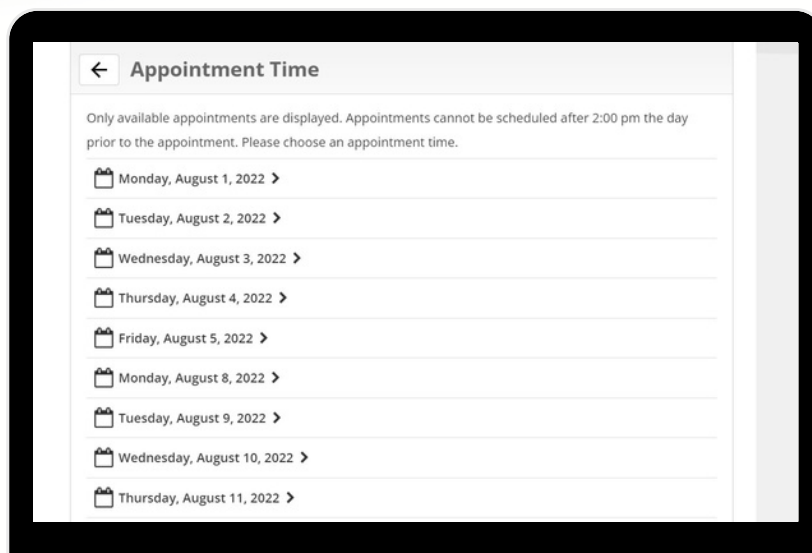 Appointment Time
Only available appointments are displayed. Appointments cannot be scheduled after 2:00 pm the day
prior to the appointment. Please choose an appointment time.
Monday, August 1, 2022
Tuesday, August 2, 2022
Wednesday, August 3, 2022
Thursday, August 4, 2022
Friday, August 5, 2022
Monday, August 8, 2022
Tuesday, August 9, 2022
Wednesday, August 10, 2022
Thursday, August 11, 2022